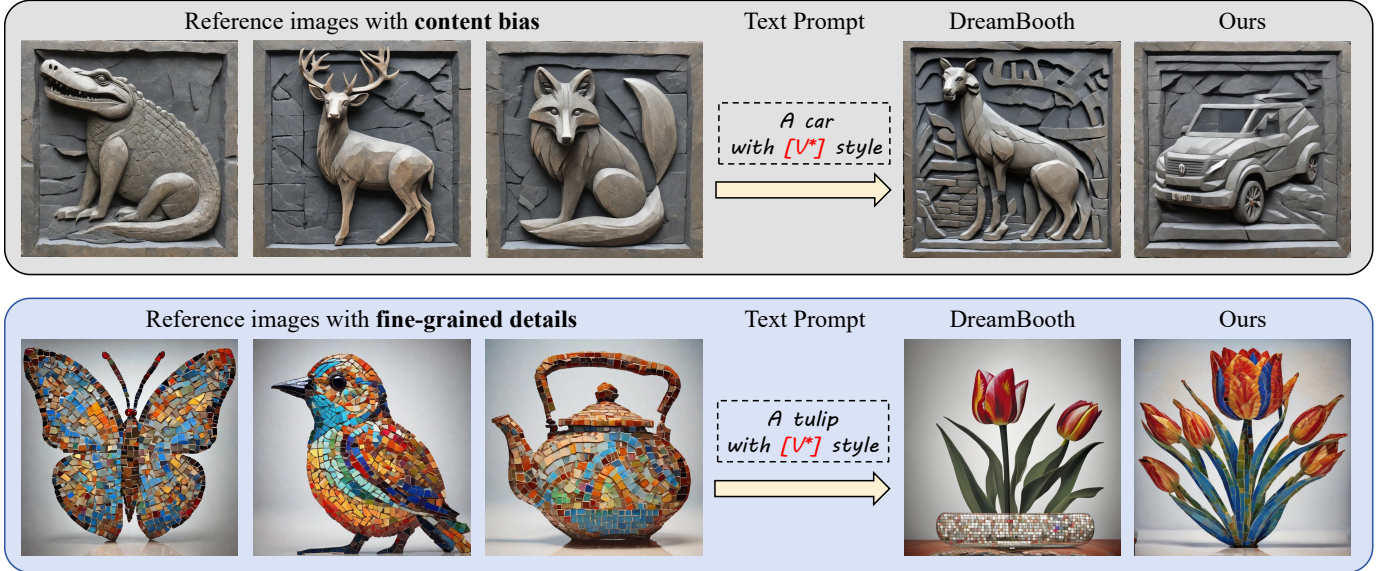 Reference images with content bias
Text Prompt
DreamBooth
Ours
A car
with [V*] style
Reference images with fine-grained details
Text Prompt
DreamBooth
Ours
A tulip
with [V*] style